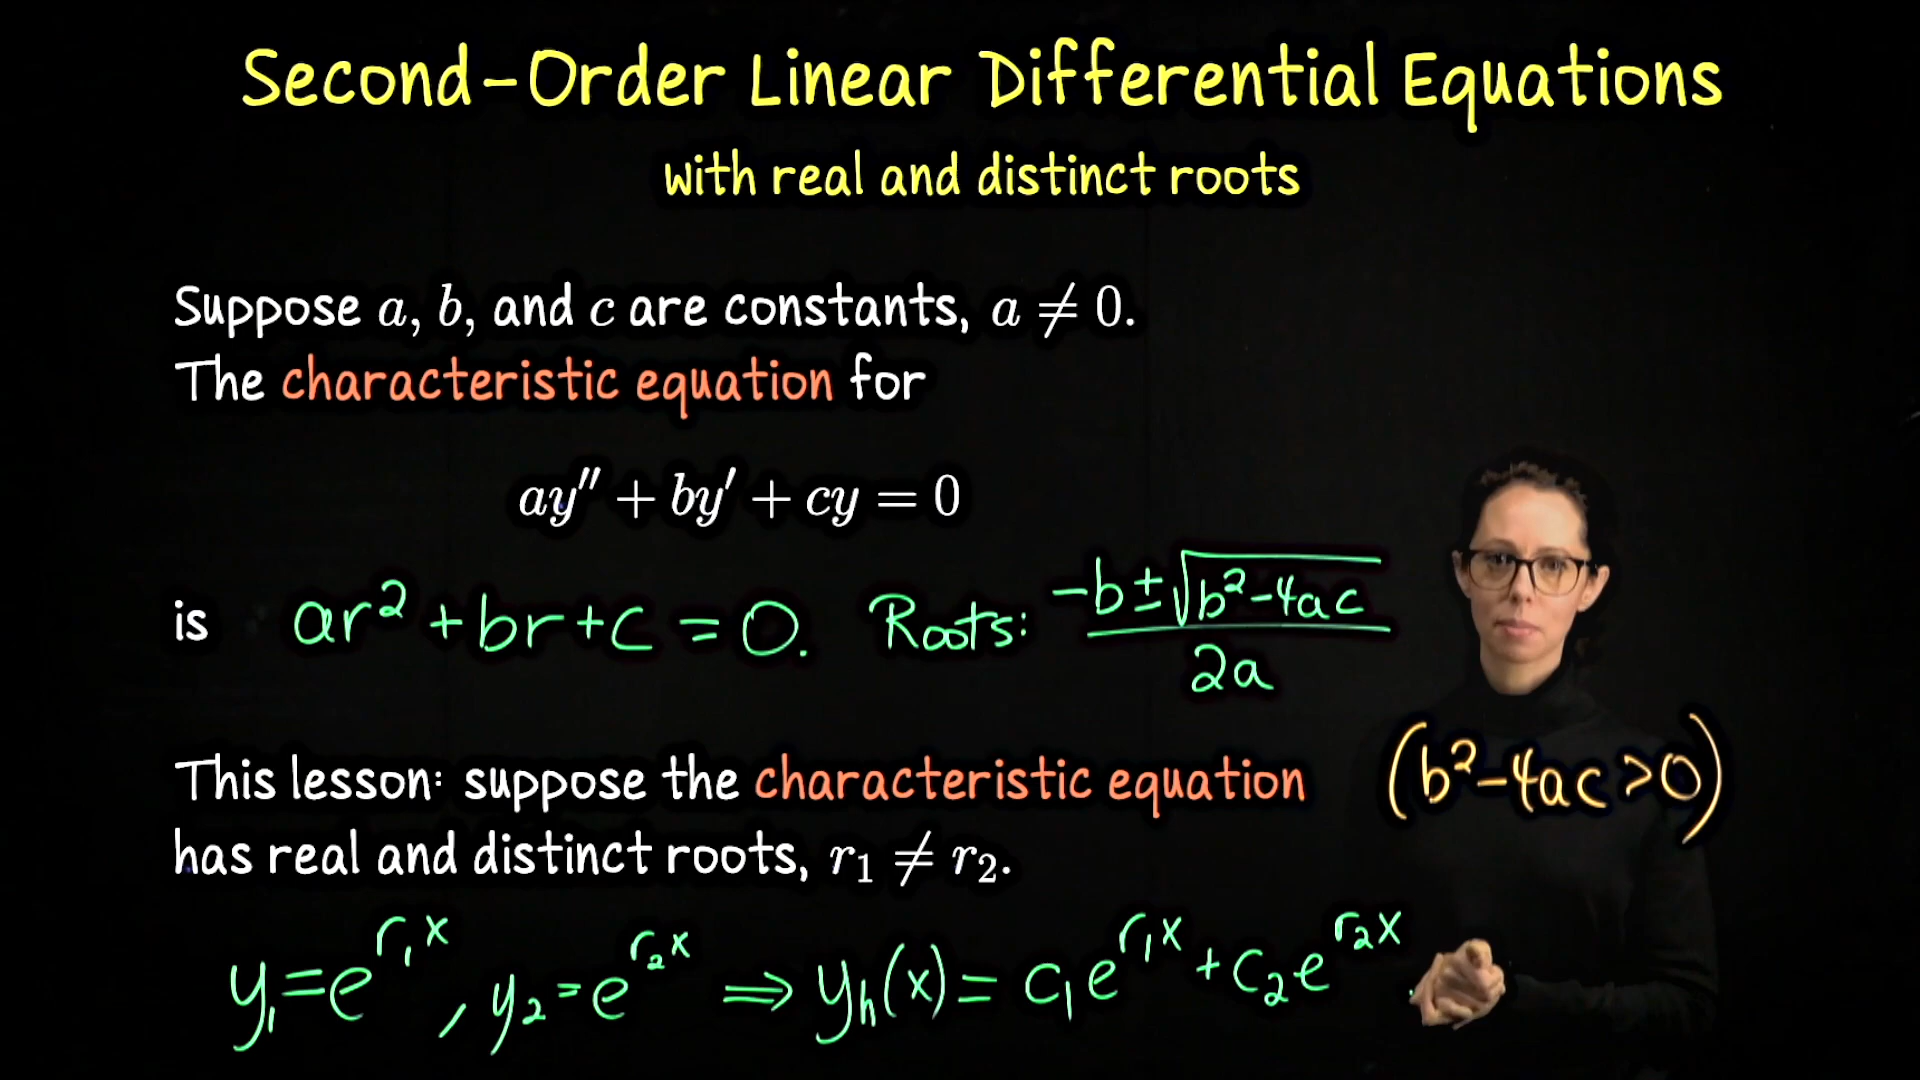 Second-Order Linear Differential Equations
with real and distinct roots
Suppose a, b, and c are constants, a ≠ 0.
The characteristic equation for
ay″ + by′ + cy = 0
is ar² + br + c = 0. Roots: (-b ± √(b² - 4ac)) / 2a
This lesson: suppose the characteristic equation (b² - 4ac > 0)
has real and distinct roots, r₁ ≠ r₂.
y₁ = e^(r₁x), y₂ = e^(r₂x) ⇒ y_h(x) = c₁e^(r₁x) + c₂e^(r₂x).